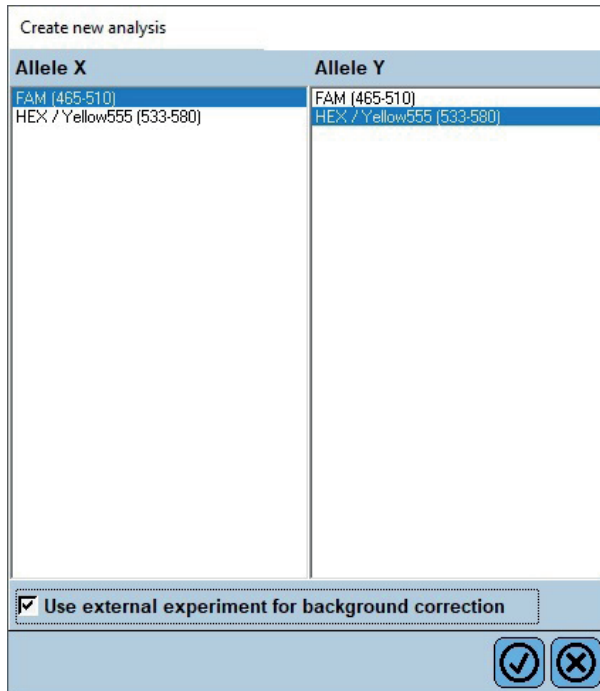 Create new analysis
Allele X
Allele Y
FAM (465-510)
HEX / Yellow555 (533-580)
FAM (465-510)
HEX / Yellow555 (533-580)
Use external experiment for background correction